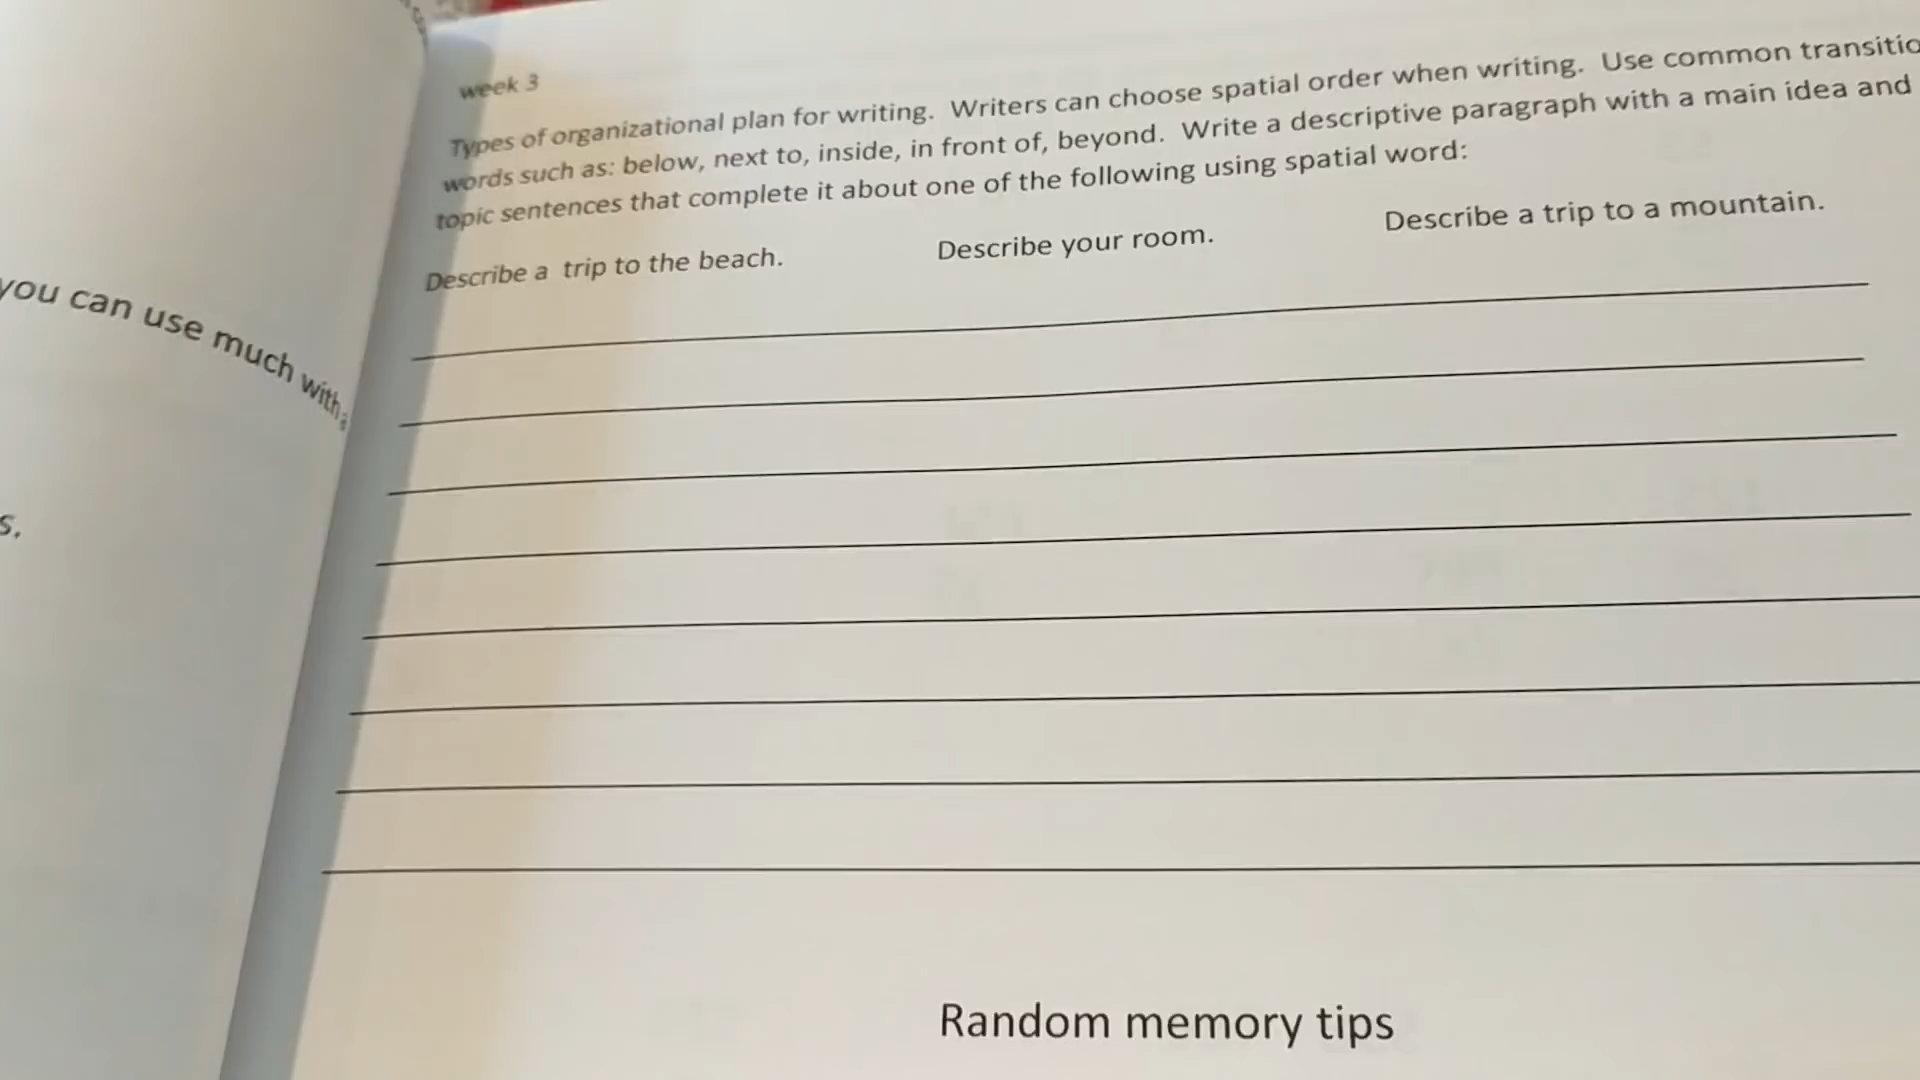 you can use much with
s,
week 3
Types of organizational plan for writing. Writers can choose spatial order when writing. Use common transitio
words such as: below, next to, inside, in front of, beyond. Write a descriptive paragraph with a main idea and
topic sentences that complete it about one of the following using spatial word:
Describe a trip to the beach. Describe your room. Describe a trip to a mountain.
Random memory tips